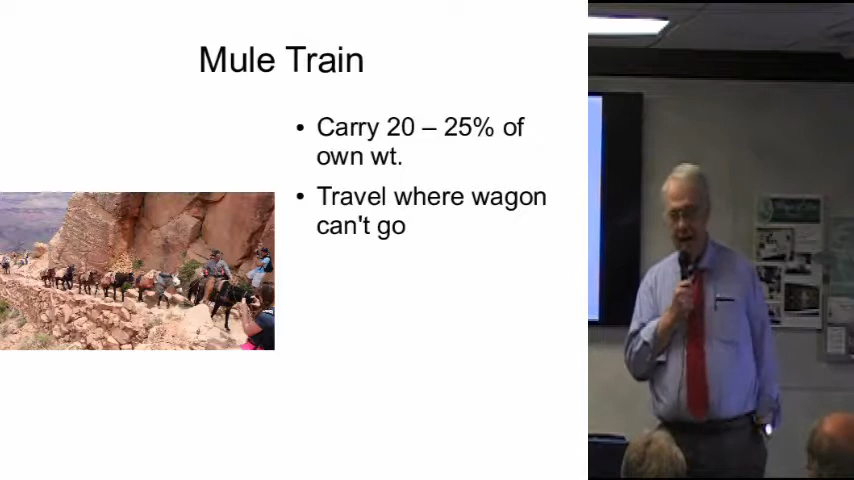 Mule Train
• Carry 20 – 25% of
own wt.
• Travel where wagon
can't go